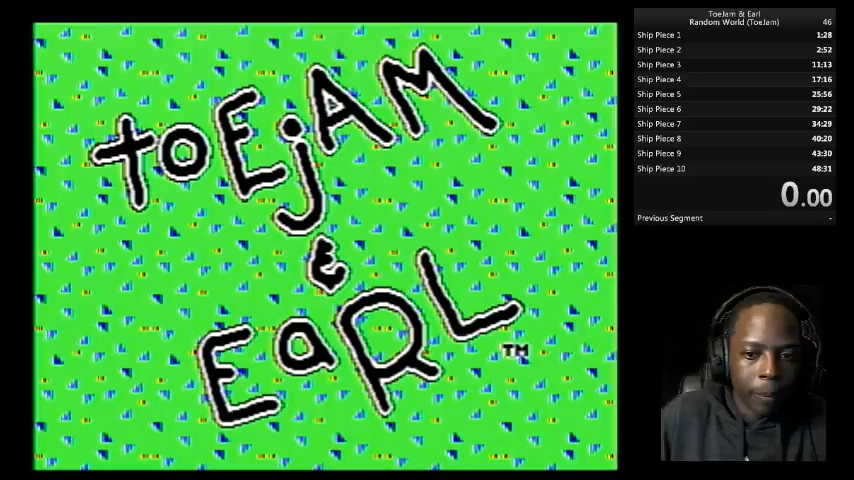 ToEjAM
&
EaRL
TM
ToeJam & Earl
Random World (ToeJam) 46
Ship Piece 1 1:28
Ship Piece 2 2:52
Ship Piece 3 11:13
Ship Piece 4 17:16
Ship Piece 5 25:56
Ship Piece 6 29:22
Ship Piece 7 34:29
Ship Piece 8 40:20
Ship Piece 9 43:30
Ship Piece 10 48:31
0.00
Previous Segment -